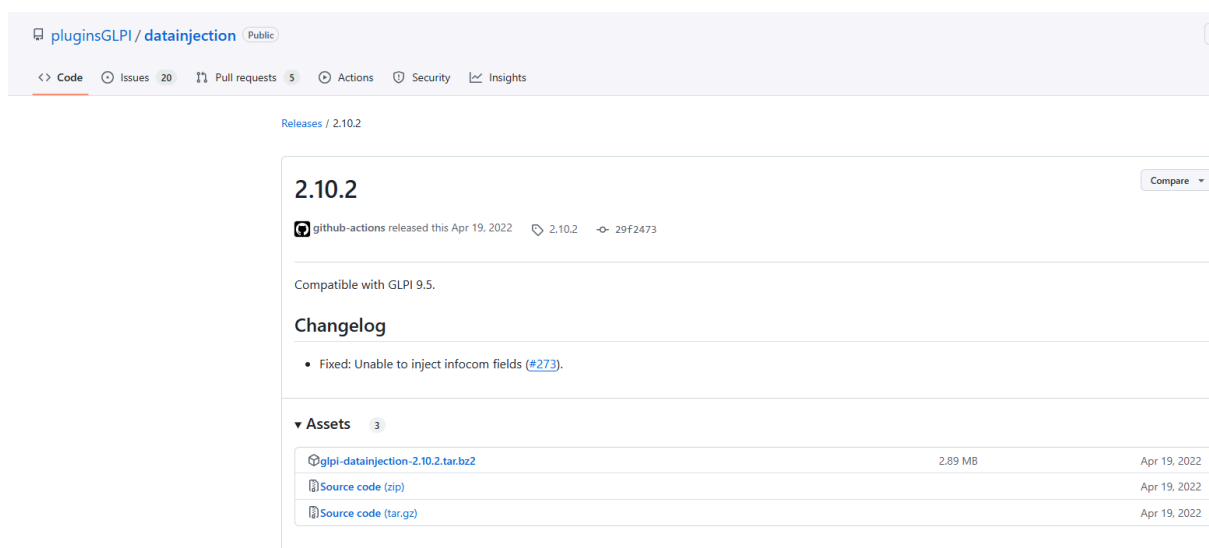 pluginsGLPI / datainjection Public
Code Issues 20 Pull requests 5 Actions Security Insights
Releases / 2.10.2
2.10.2
Compare
github-actions released this Apr 19, 2022 2.10.2 29f2473
Compatible with GLPI 9.5.
Changelog
Fixed: Unable to inject infocom fields (#273).
Assets 3
glpi-datainjection-2.10.2.tar.bz2 2.89 MB Apr 19, 2022
Source code (zip) Apr 19, 2022
Source code (tar.gz) Apr 19, 2022